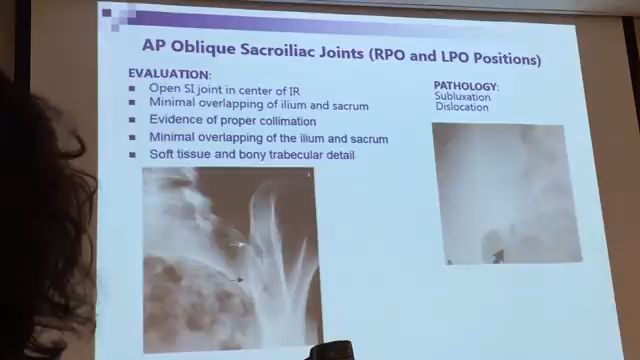 AP Oblique Sacroiliac Joints (RPO and LPO Positions)
EVALUATION:
Open SI joint in center of IR
Minimal overlapping of ilium and sacrum
Evidence of proper collimation
Minimal overlapping of the ilium and sacrum
Soft tissue and bony trabecular detail
PATHOLOGY:
Subluxation
Dislocation
L
A